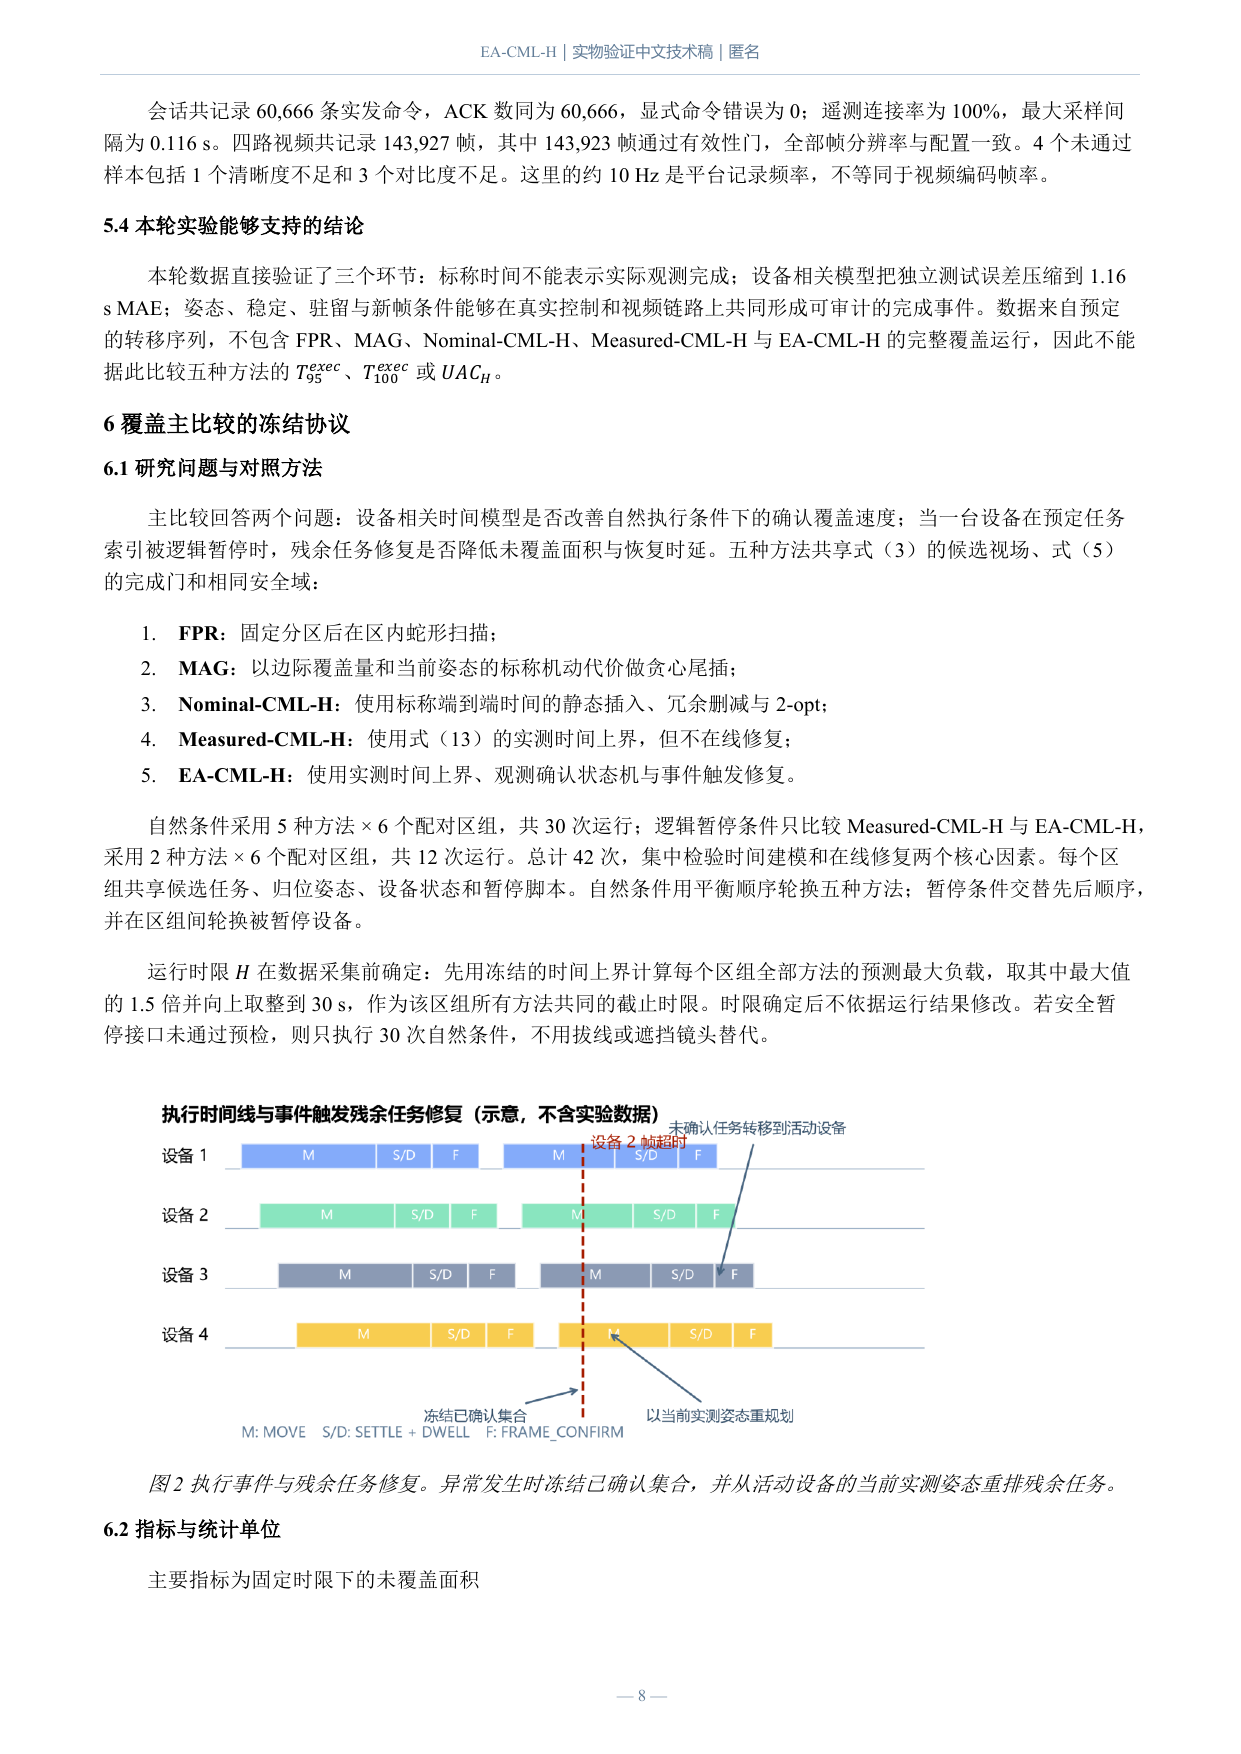 EA-CML-H | 实物验证中文技术稿 | 匿名
会话共记录 60,666 条实发命令，ACK 数同为 60,666，显式命令错误为 0；遥测连接率为 100%，最大采样间
隔为 0.116 s。四路视频共记录 143,927 帧，其中 143,923 帧通过有效性门，全部帧分辨率与配置一致。4 个未通过
样本包括 1 个清晰度不足和 3 个对比度不足。这里的约 10 Hz 是平台记录频率，不等同于视频编码帧率。
5.4 本轮实验能够支持的结论
本轮数据直接验证了三个环节：标称时间不能表示实际观测完成；设备相关模型把独立测试误差压缩到 1.16
s MAE；姿态、稳定、驻留与新帧条件能够在真实控制和视频链路上共同形成可审计的完成事件。数据来自预定
的转移序列，不包含 FPR、MAG、Nominal-CML-H、Measured-CML-H 与 EA-CML-H 的完整覆盖运行，因此不能
据此比较五种方法的 T_95^exec、T_100^exec 或 UAC_H。
6 覆盖主比较的冻结协议
6.1 研究问题与对照方法
主比较回答两个问题：设备相关时间模型是否改善自然执行条件下的确认覆盖速度；当一台设备在预定任务
索引被逻辑暂停时，残余任务修复是否降低未覆盖面积与恢复时延。五种方法共享式（3）的候选视场、式（5）
的完成门和相同安全域：
1. FPR：固定分区后在区内蛇形扫描；
2. MAG：以边际覆盖量和当前姿态的标称机动代价做贪心尾插；
3. Nominal-CML-H：使用标称端到端时间的静态插入、冗余删减与 2-opt；
4. Measured-CML-H：使用式（13）的实测时间上界，但不在线修复；
5. EA-CML-H：使用实测时间上界、观测确认状态机与事件触发修复。
自然条件采用 5 种方法 × 6 个配对区组，共 30 次运行；逻辑暂停条件只比较 Measured-CML-H 与 EA-CML-H，
采用 2 种方法 × 6 个配对区组，共 12 次运行。总计 42 次，集中检验时间建模和在线修复两个核心因素。每个区
组共享候选任务、归位姿态、设备状态和暂停脚本。自然条件用平衡顺序轮换五种方法；暂停条件交替先后顺序，
并在区组间轮换被暂停设备。
运行时限 H 在数据采集前确定：先用冻结的时间上界计算每个区组全部方法的预测最大负载，取其中最大值
的 1.5 倍并向上取整到 30 s，作为该区组所有方法共同的截止时限。时限确定后不依据运行结果修改。若安全暂
停接口未通过预检，则只执行 30 次自然条件，不用拔线或遮挡镜头替代。
执行时间线与事件触发残余任务修复（示意，不含实验数据）
未确认任务转移到活动设备
设备 2 帧超时
设备 1 M S/D F M S/D F
设备 2 M S/D F M S/D F
设备 3 M S/D F M S/D F
设备 4 M S/D F M S/D F
冻结已确认集合 以当前实测姿态重规划
M: MOVE S/D: SETTLE + DWELL F: FRAME_CONFIRM
图 2 执行事件与残余任务修复。异常发生时冻结已确认集合，并从活动设备的当前实测姿态重排残余任务。
6.2 指标与统计单位
主要指标为固定时限下的未覆盖面积
— 8 —